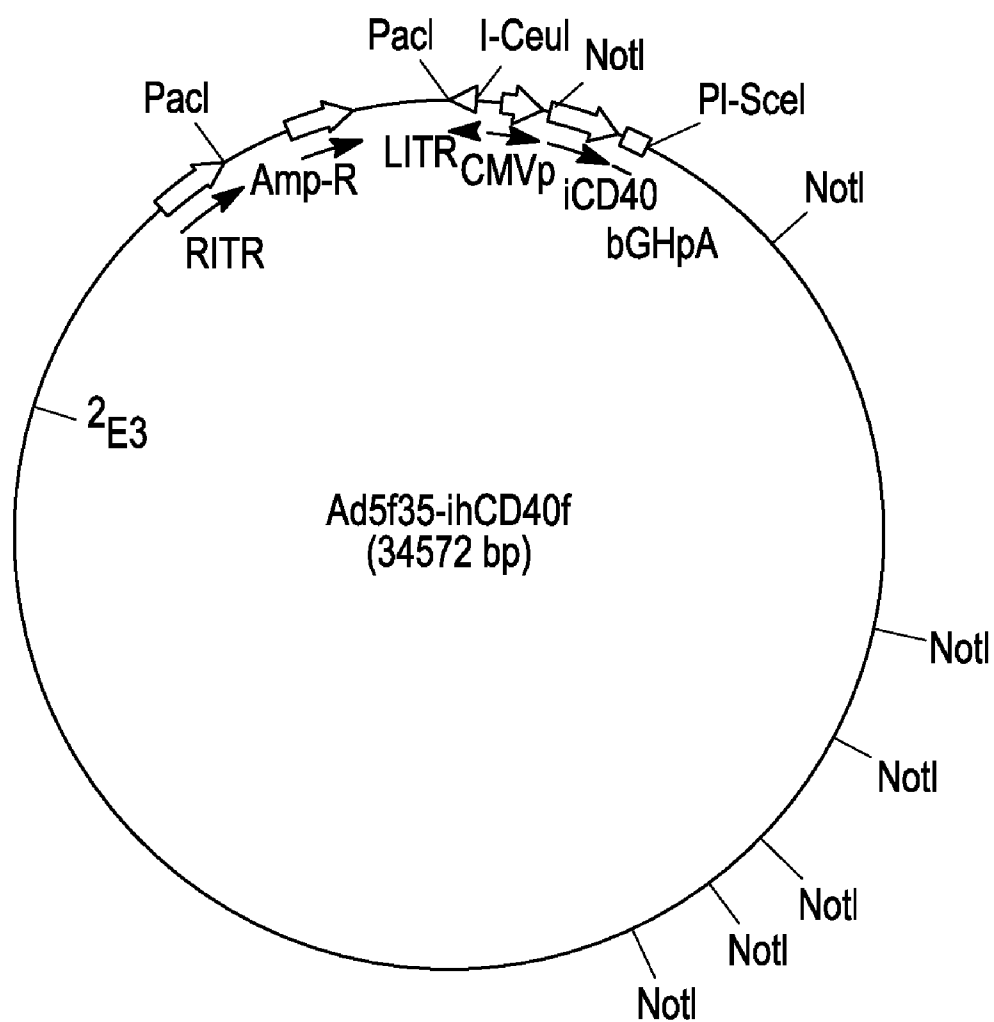 PacI
I-CeuI
NotI
PacI
PI-SceI
Amp-R
LITR
CMVp
iCD40
NotI
RITR
bGHpA
2E3
Ad5f35-ihCD40f
(34572 bp)
NotI
NotI
NotI
NotI
NotI